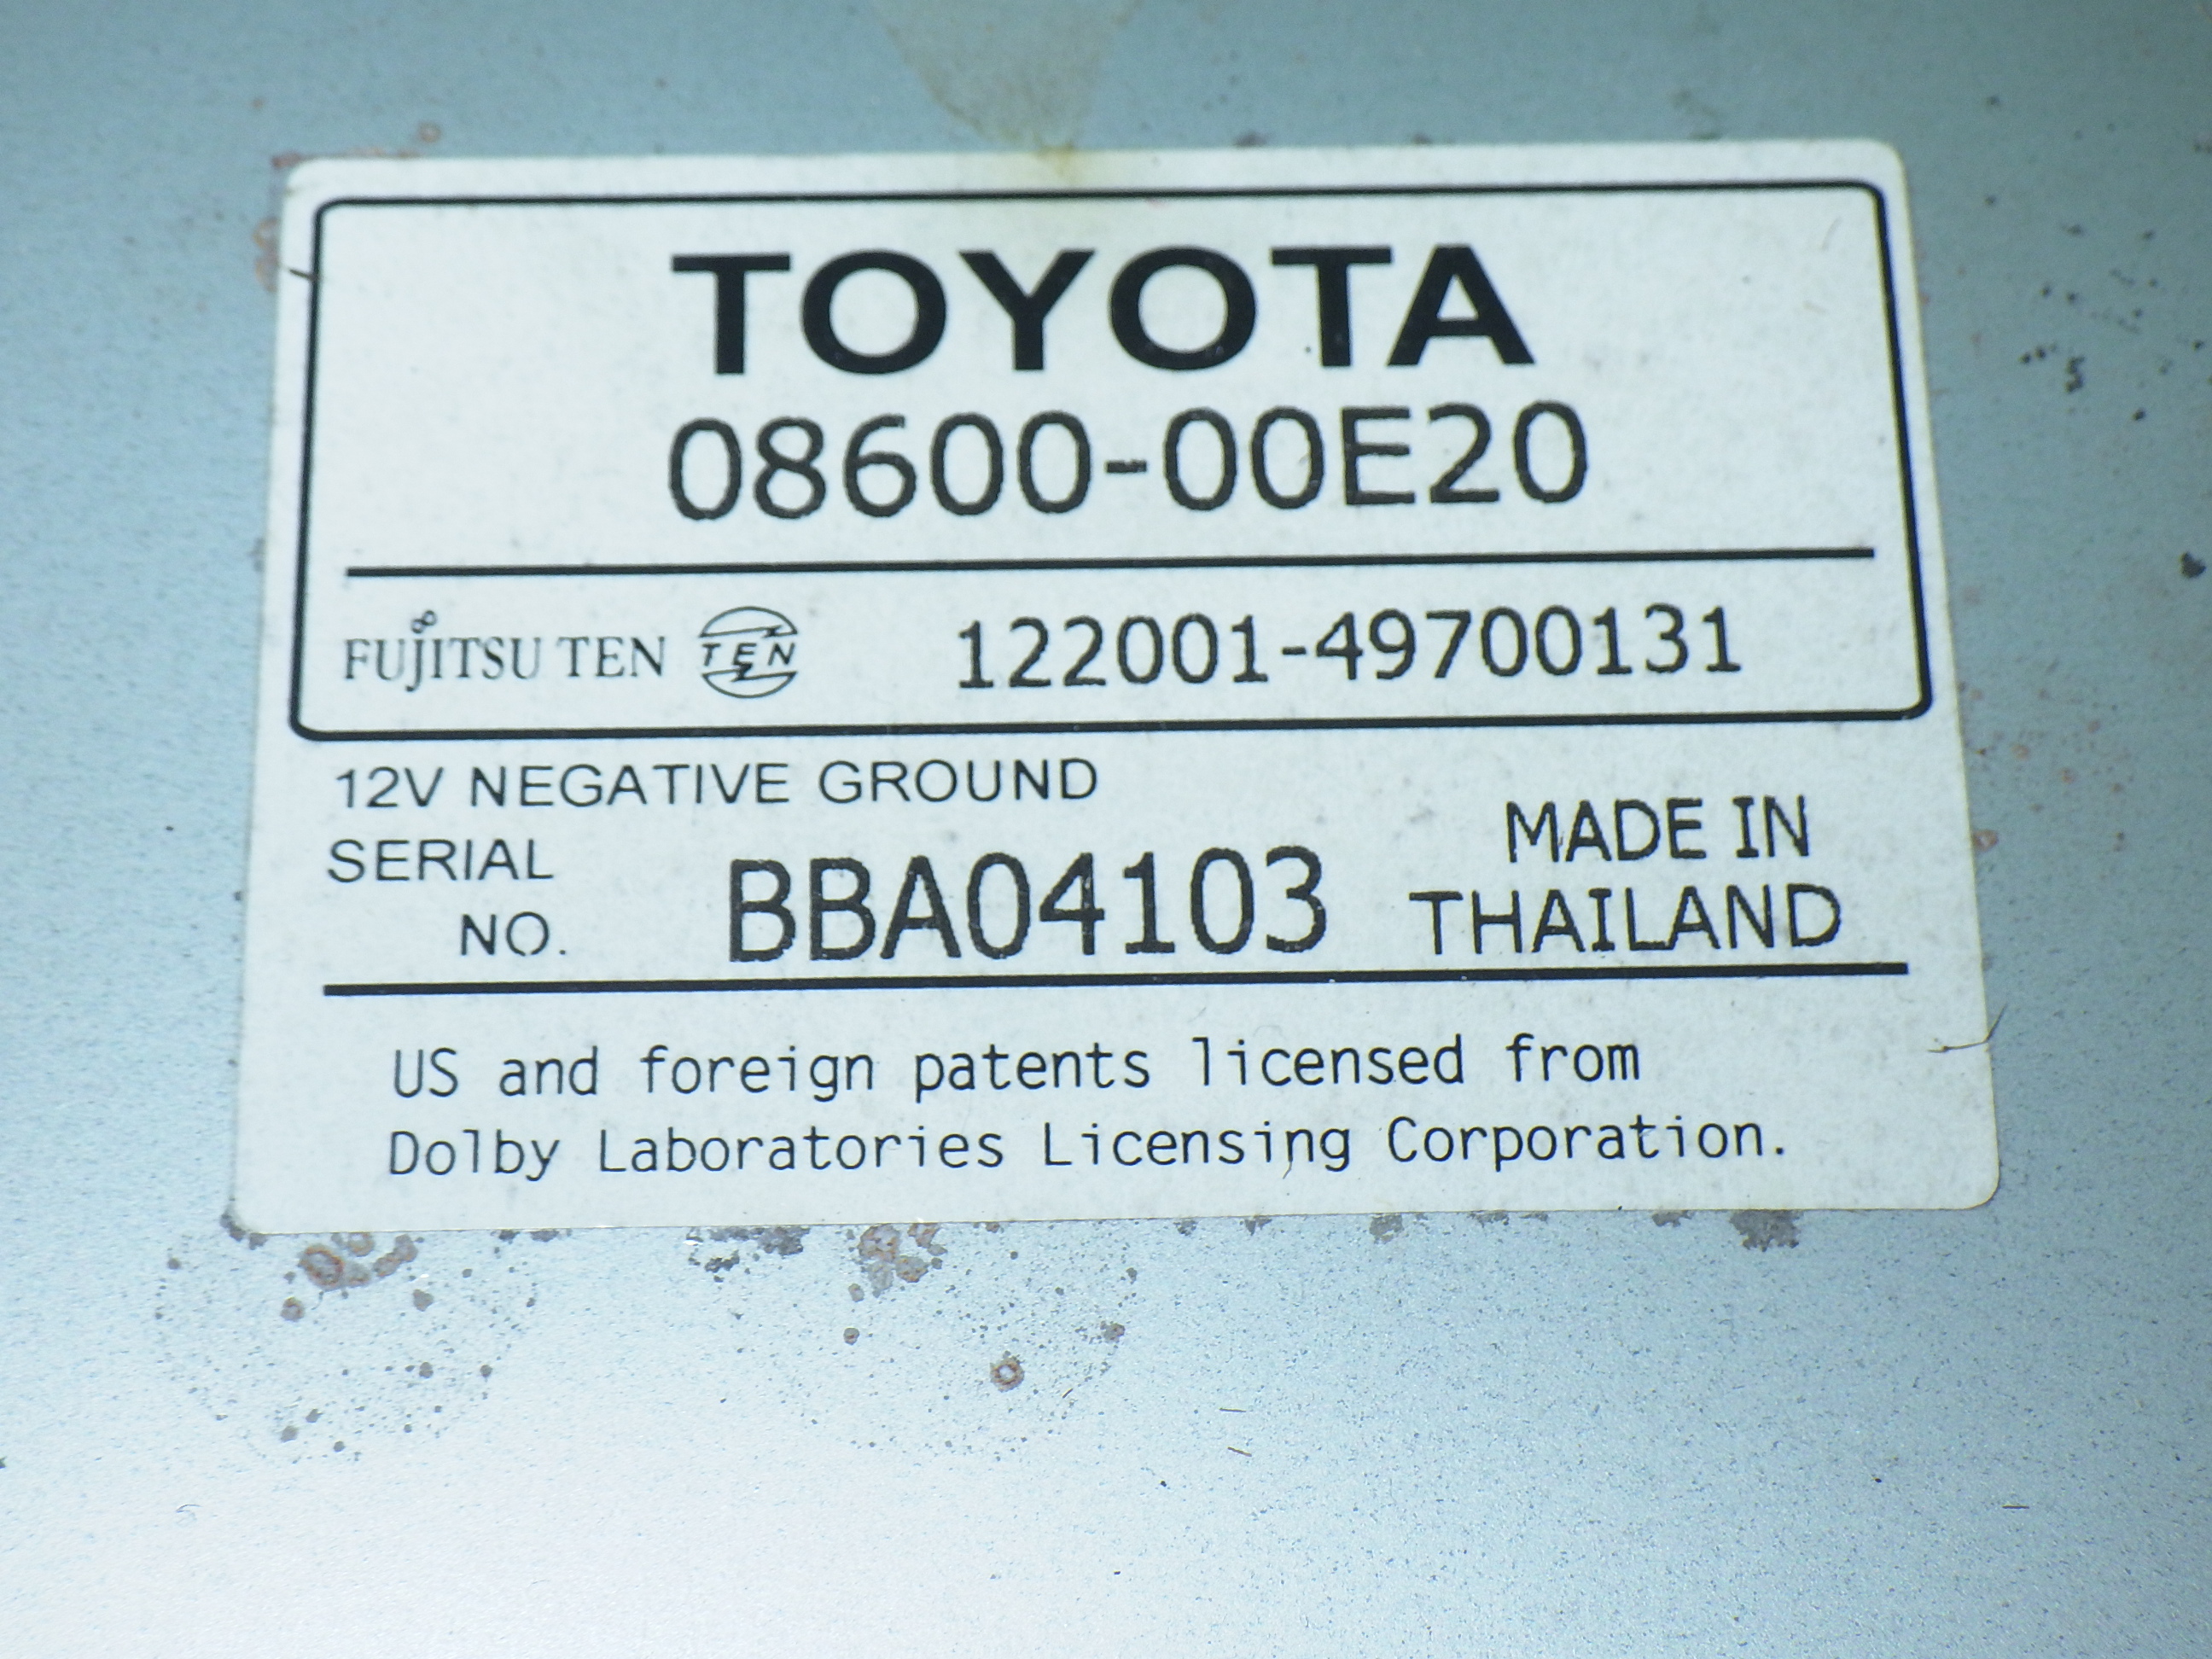 TOYOTA
08600-00E20
FUJITSU TEN TEN 122001-49700131
12V NEGATIVE GROUND
SERIAL
NO. BBA04103
MADE IN
THAILAND
US and foreign patents licensed from
Dolby Laboratories Licensing Corporation.